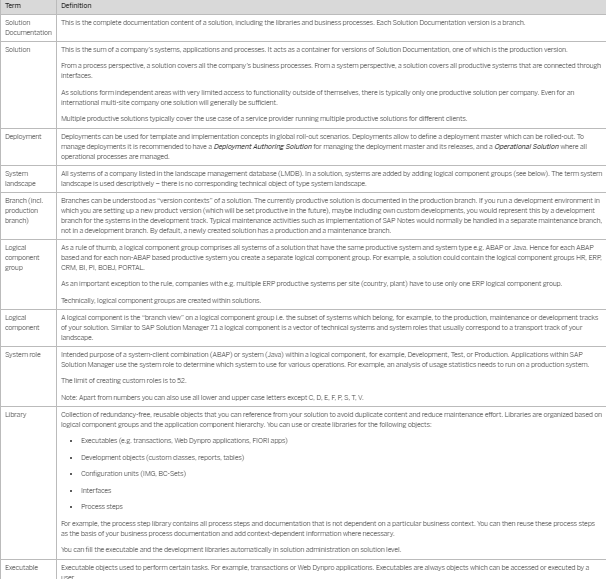 Term Definition
Solution Documentation This is the complete documentation content of a solution, including the libraries and business processes. Each Solution Documentation version is a branch.
Solution This is the sum of a company's systems, applications and processes. It acts as a container for versions of Solution Documentation, one of which is the production version.
From a process perspective, a solution covers all the company's business processes. From a system perspective, a solution covers all productive systems that are connected through
interfaces.
As solutions form independent areas with very limited access to functionality outside of themselves, there is typically only one productive solution per company. Even for an
international multi-site company one solution will generally be sufficient.
Multiple productive solutions typically cover the use case of a service provider running multiple productive solutions for different clients.
Deployment Deployments can be used for template and implementation concepts in global roll-out scenarios. Deployments allow to define a deployment master which can be rolled-out. To
manage deployments it is recommended to have a Deployment Authoring Solution for managing the deployment master and its releases, and a Operational Solution where all
operational processes are managed.
System landscape All systems of a company listed in the landscape management database (LMDB). In a solution, systems are added by adding logical component groups (see below). The term system
landscape is used descriptively – there is no corresponding technical object of type system landscape.
Branch (incl. production branch) Branches can be understood as "version contexts" of a solution. The currently productive solution is documented in the production branch. If you run a development environment in
which you are setting up a new product version (which will be set productive in the future), maybe including own custom developments, you would represent this by a development
branch for the systems in the development track. Typical maintenance activities such as implementation of SAP Notes would normally be handled in a separate maintenance branch,
not in a development branch. By default, a newly created solution has a production and a maintenance branch.
Logical component group As a rule of thumb, a logical component group comprises all systems of a solution that have the same productive system and system type e.g. ABAP or Java. Hence for each ABAP
based and for each non-ABAP based productive system you create a separate logical component group. For example, a solution could contain the logical component groups HR, ERP,
CRM, BI, PI, BOBJ, PORTAL.
As an important exception to the rule, companies with e.g. multiple ERP productive systems per site (country, plant) have to use only one ERP logical component group.
Technically, logical component groups are created within solutions.
Logical component A logical component is the "branch view" on a logical component group i.e. the subset of systems which belong, for example, to the production, maintenance or development tracks
of your solution. Similar to SAP Solution Manager 7.1 a logical component is a vector of technical systems and system roles that usually correspond to a transport track of your
landscape.
System role Intended purpose of a system-client combination (ABAP) or system (Java) within a logical component, for example, Development, Test, or Production. Applications within SAP
Solution Manager use the system role to determine which system to use for various operations. For example, an analysis of usage statistics needs to run on a production system.
The limit of creating custom roles is to 52.
Note: Apart from numbers you can also use all lower and upper case letters except C, D, E, F, P, S, T, V.
Library Collection of redundancy-free, reusable objects that you can reference from your solution to avoid duplicate content and reduce maintenance effort. Libraries are organized based on
logical component groups and the application component hierarchy. You can use or create libraries for the following objects:
• Executables (e.g. transactions, Web Dynpro applications, FIORI apps)
• Development objects (custom classes, reports, tables)
• Configuration units (IMG, BC-Sets)
• Interfaces
• Process steps
For example, the process step library contains all process steps and documentation that is not dependent on a particular business context. You can then reuse these process steps
as the basis of your business process documentation and add context-dependent information where necessary.
You can fill the executable and the development libraries automatically in solution administration on solution level.
Executable Executable objects used to perform certain tasks. For example, transactions or Web Dynpro applications. Executables are always objects which can be accessed or executed by a
user.